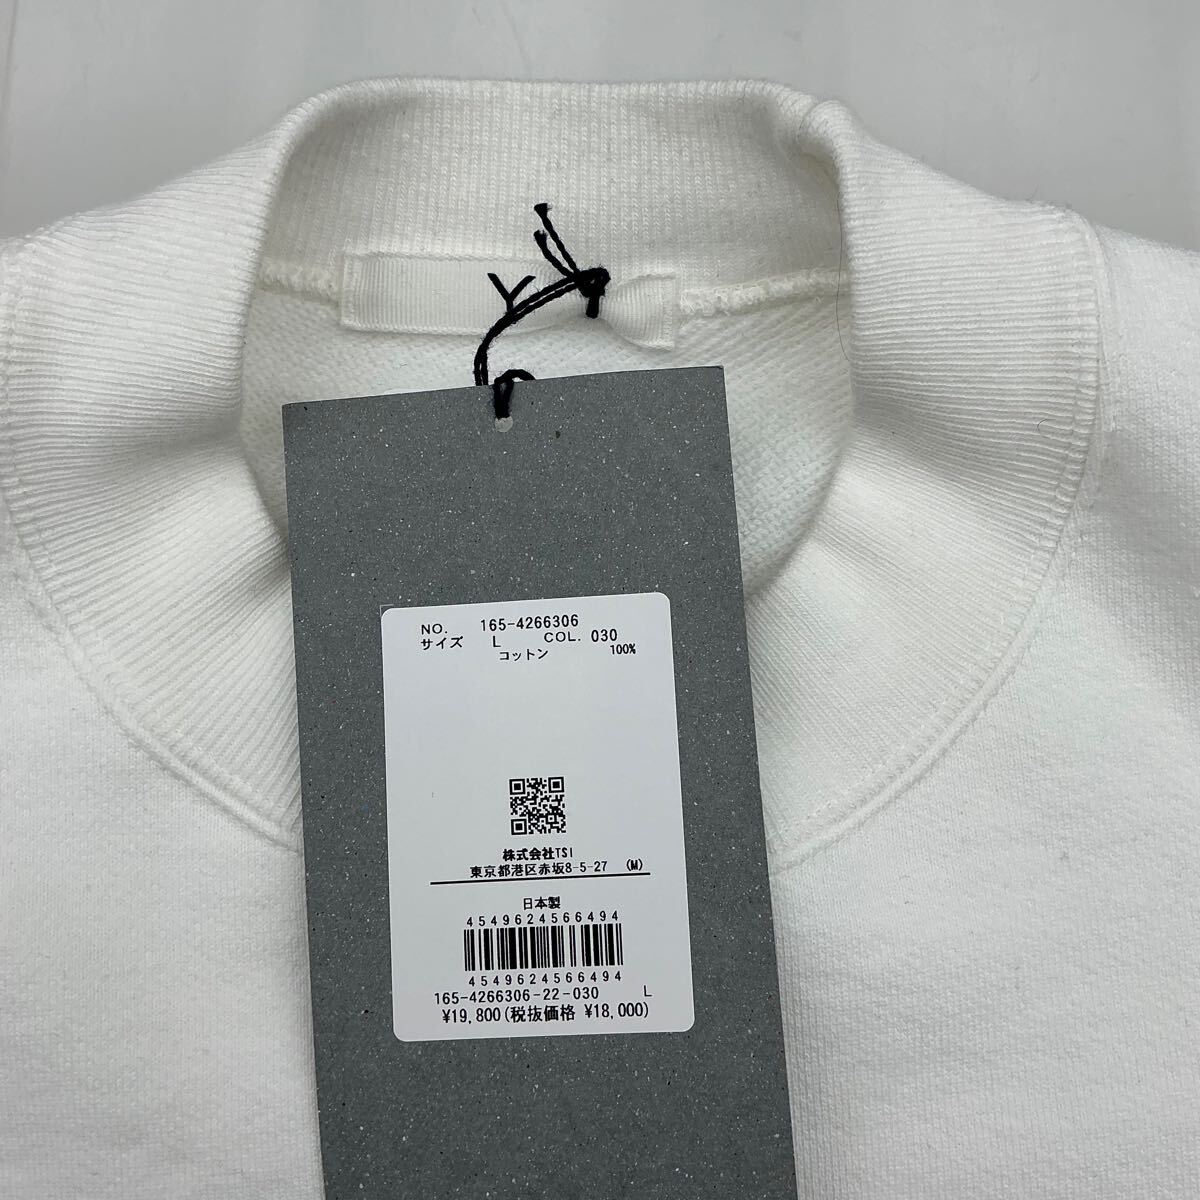 NO. 165-4266306
サイズ L COL. 030
コットン 100%
株式会社TSI
東京都港区赤坂8-5-27 (M)
日本製
4549624566494
4549624566494
165-4266306-22-030 L
¥19,800(税抜価格 ¥18,000)